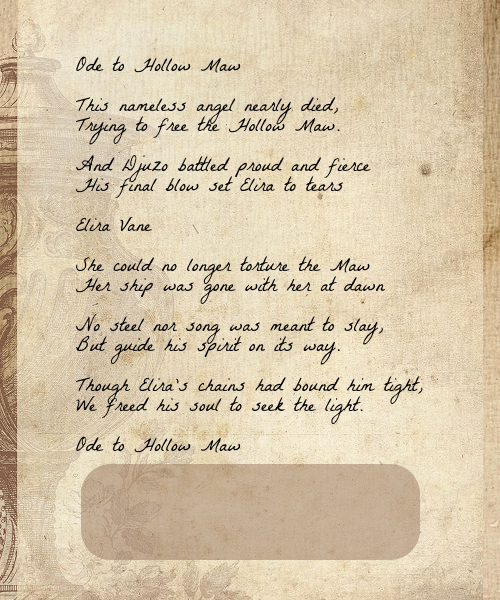 Ode to Hollow Maw
This nameless angel nearly died,
Trying to free the Hollow Maw.
And Djuzo battled proud and fierce
His final blow set Elira to tears
Elira Vane
She could no longer torture the Maw
Her ship was gone with her at dawn
No steel nor song was meant to slay,
But guide his spirit on its way.
Though Elira's chains had bound him tight,
We freed his soul to seek the light.
Ode to Hollow Maw